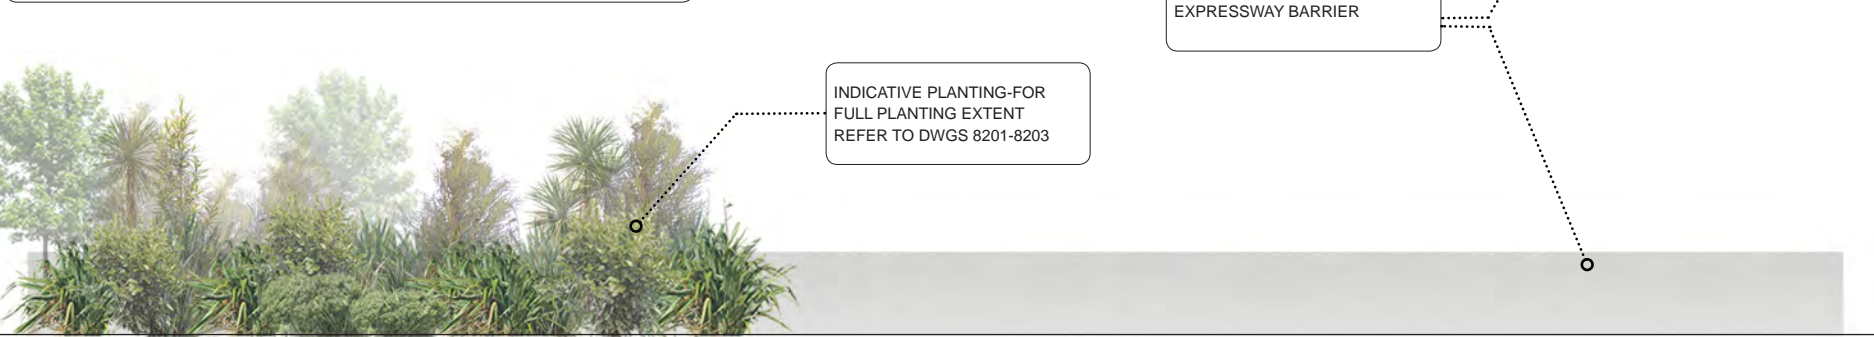 EXPRESSWAY BARRIER
INDICATIVE PLANTING-FOR
FULL PLANTING EXTENT
REFER TO DWGS 8201-8203